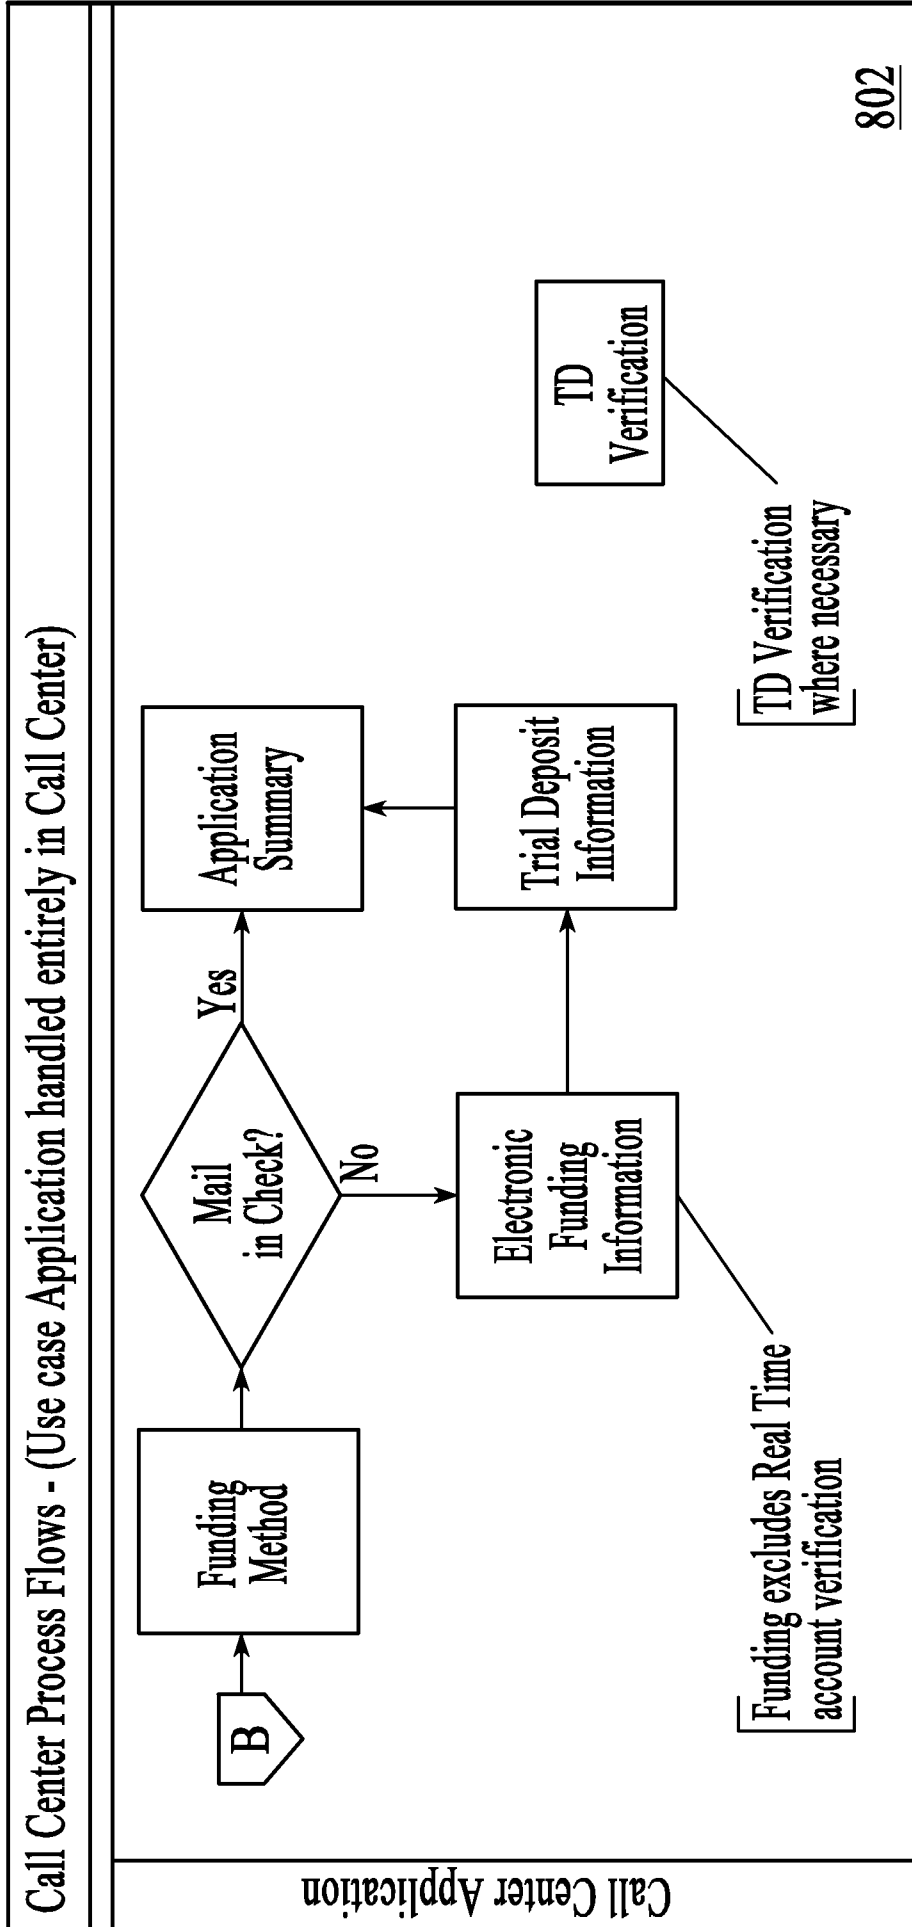 Call Center Process Flows - (Use case Application handled entirely in Call Center)
Call Center Application
B
Funding
Method
Mail
in Check?
Yes
Application
Summary
No
Electronic
Funding
Information
Trial Deposit
Information
TD
Verification
Funding excludes Real Time
account verification
TD Verification
where necessary
802